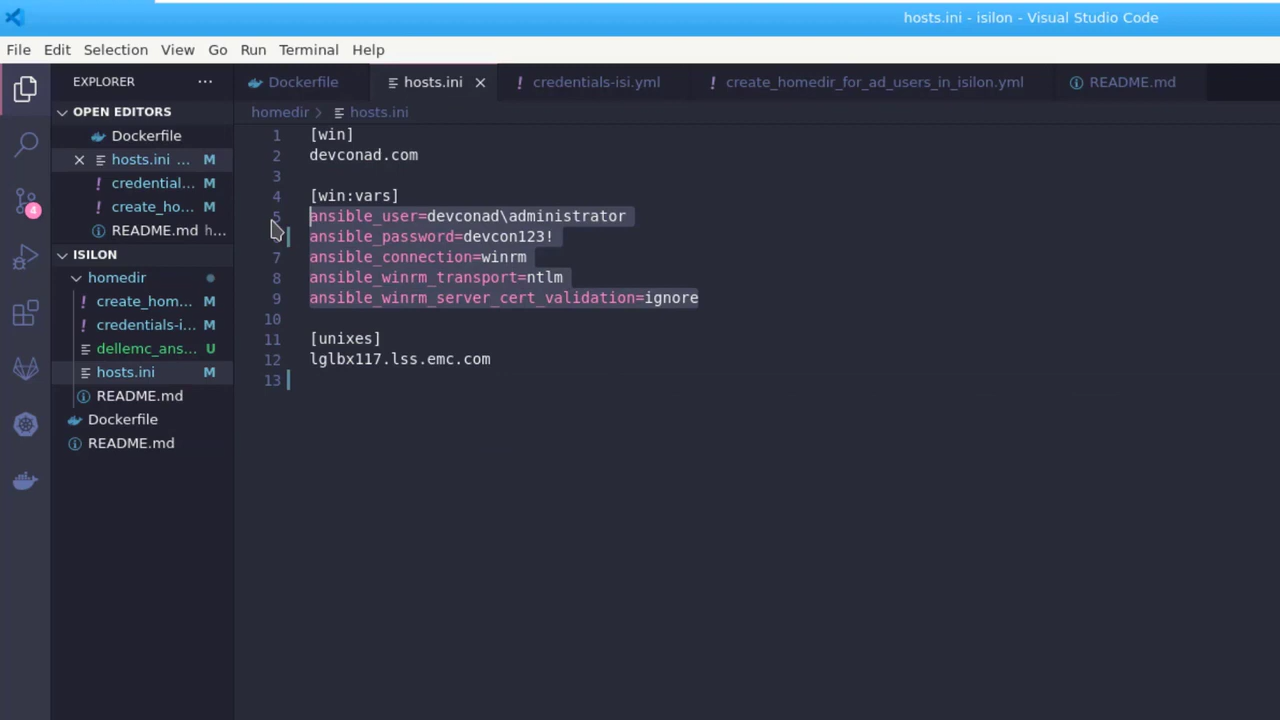 hosts.ini - isilon - Visual Studio Code
File Edit Selection View Go Run Terminal Help
EXPLORER ···
Dockerfile
hosts.ini
credentials-isi.yml
create_homedir_for_ad_users_in_isilon.yml
README.md
OPEN EDITORS
Dockerfile
hosts.ini ... M
credential... M
create_ho... M
README.md h...
ISILON
homedir
create_hom... M
credentials-i... M
dellemc_ans... U
hosts.ini M
README.md
Dockerfile
README.md
4
homedir > hosts.ini
1 [win]
2 devconad.com
3
4 [win:vars]
5 ansible_user=devconad\administrator
ansible_password=devcon123!
7 ansible_connection=winrm
8 ansible_winrm_transport=ntlm
9 ansible_winrm_server_cert_validation=ignore
10
11 [unixes]
12 lglbx117.lss.emc.com
13